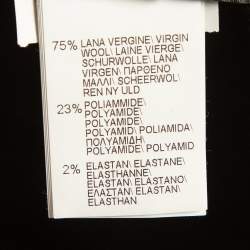 75% LANA VERGINE\ VIRGIN
WOOL\ LAINE VIERGE\
SCHURWOLLE\ LANA
VIRGEN\ ΠΑΡΘΕΝΟ
ΜΑΛΛΙ\ SCHEERWOL\
REN NY ULD
23% POLIAMMIDE\
POLYAMIDE\
POLYAMIDE\
POLYAMID\ POLIAMIDA\
ΠΟΛΥΑΜΙΔΗ\
POLYAMIDE\ POLYAMID
2% ELASTAN\ ELASTANE\
ELASTHANNE\
ELASTAN\ ELASTANO\
ΕΛΑΣΤΑΝ\ ELASTAN\
ELASTHAN